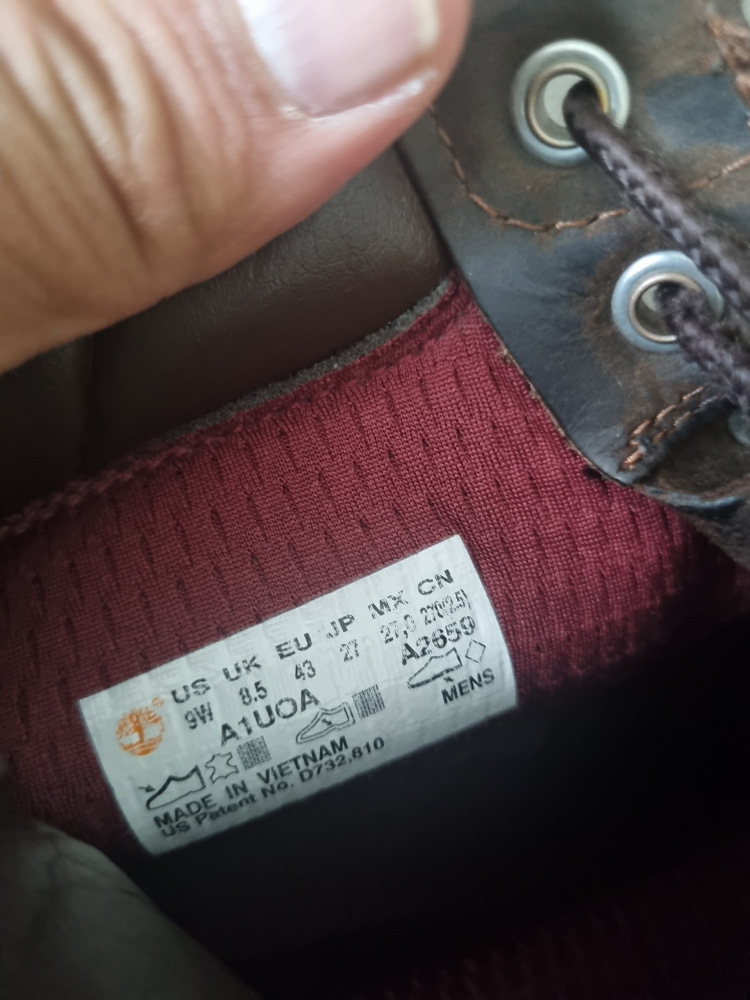 US UK EU JP MX CN
9W 8.5 43 27 27,0 270(2.5)
A1UOA A2659
MENS
MADE IN VIETNAM
US Patent No. D732,810